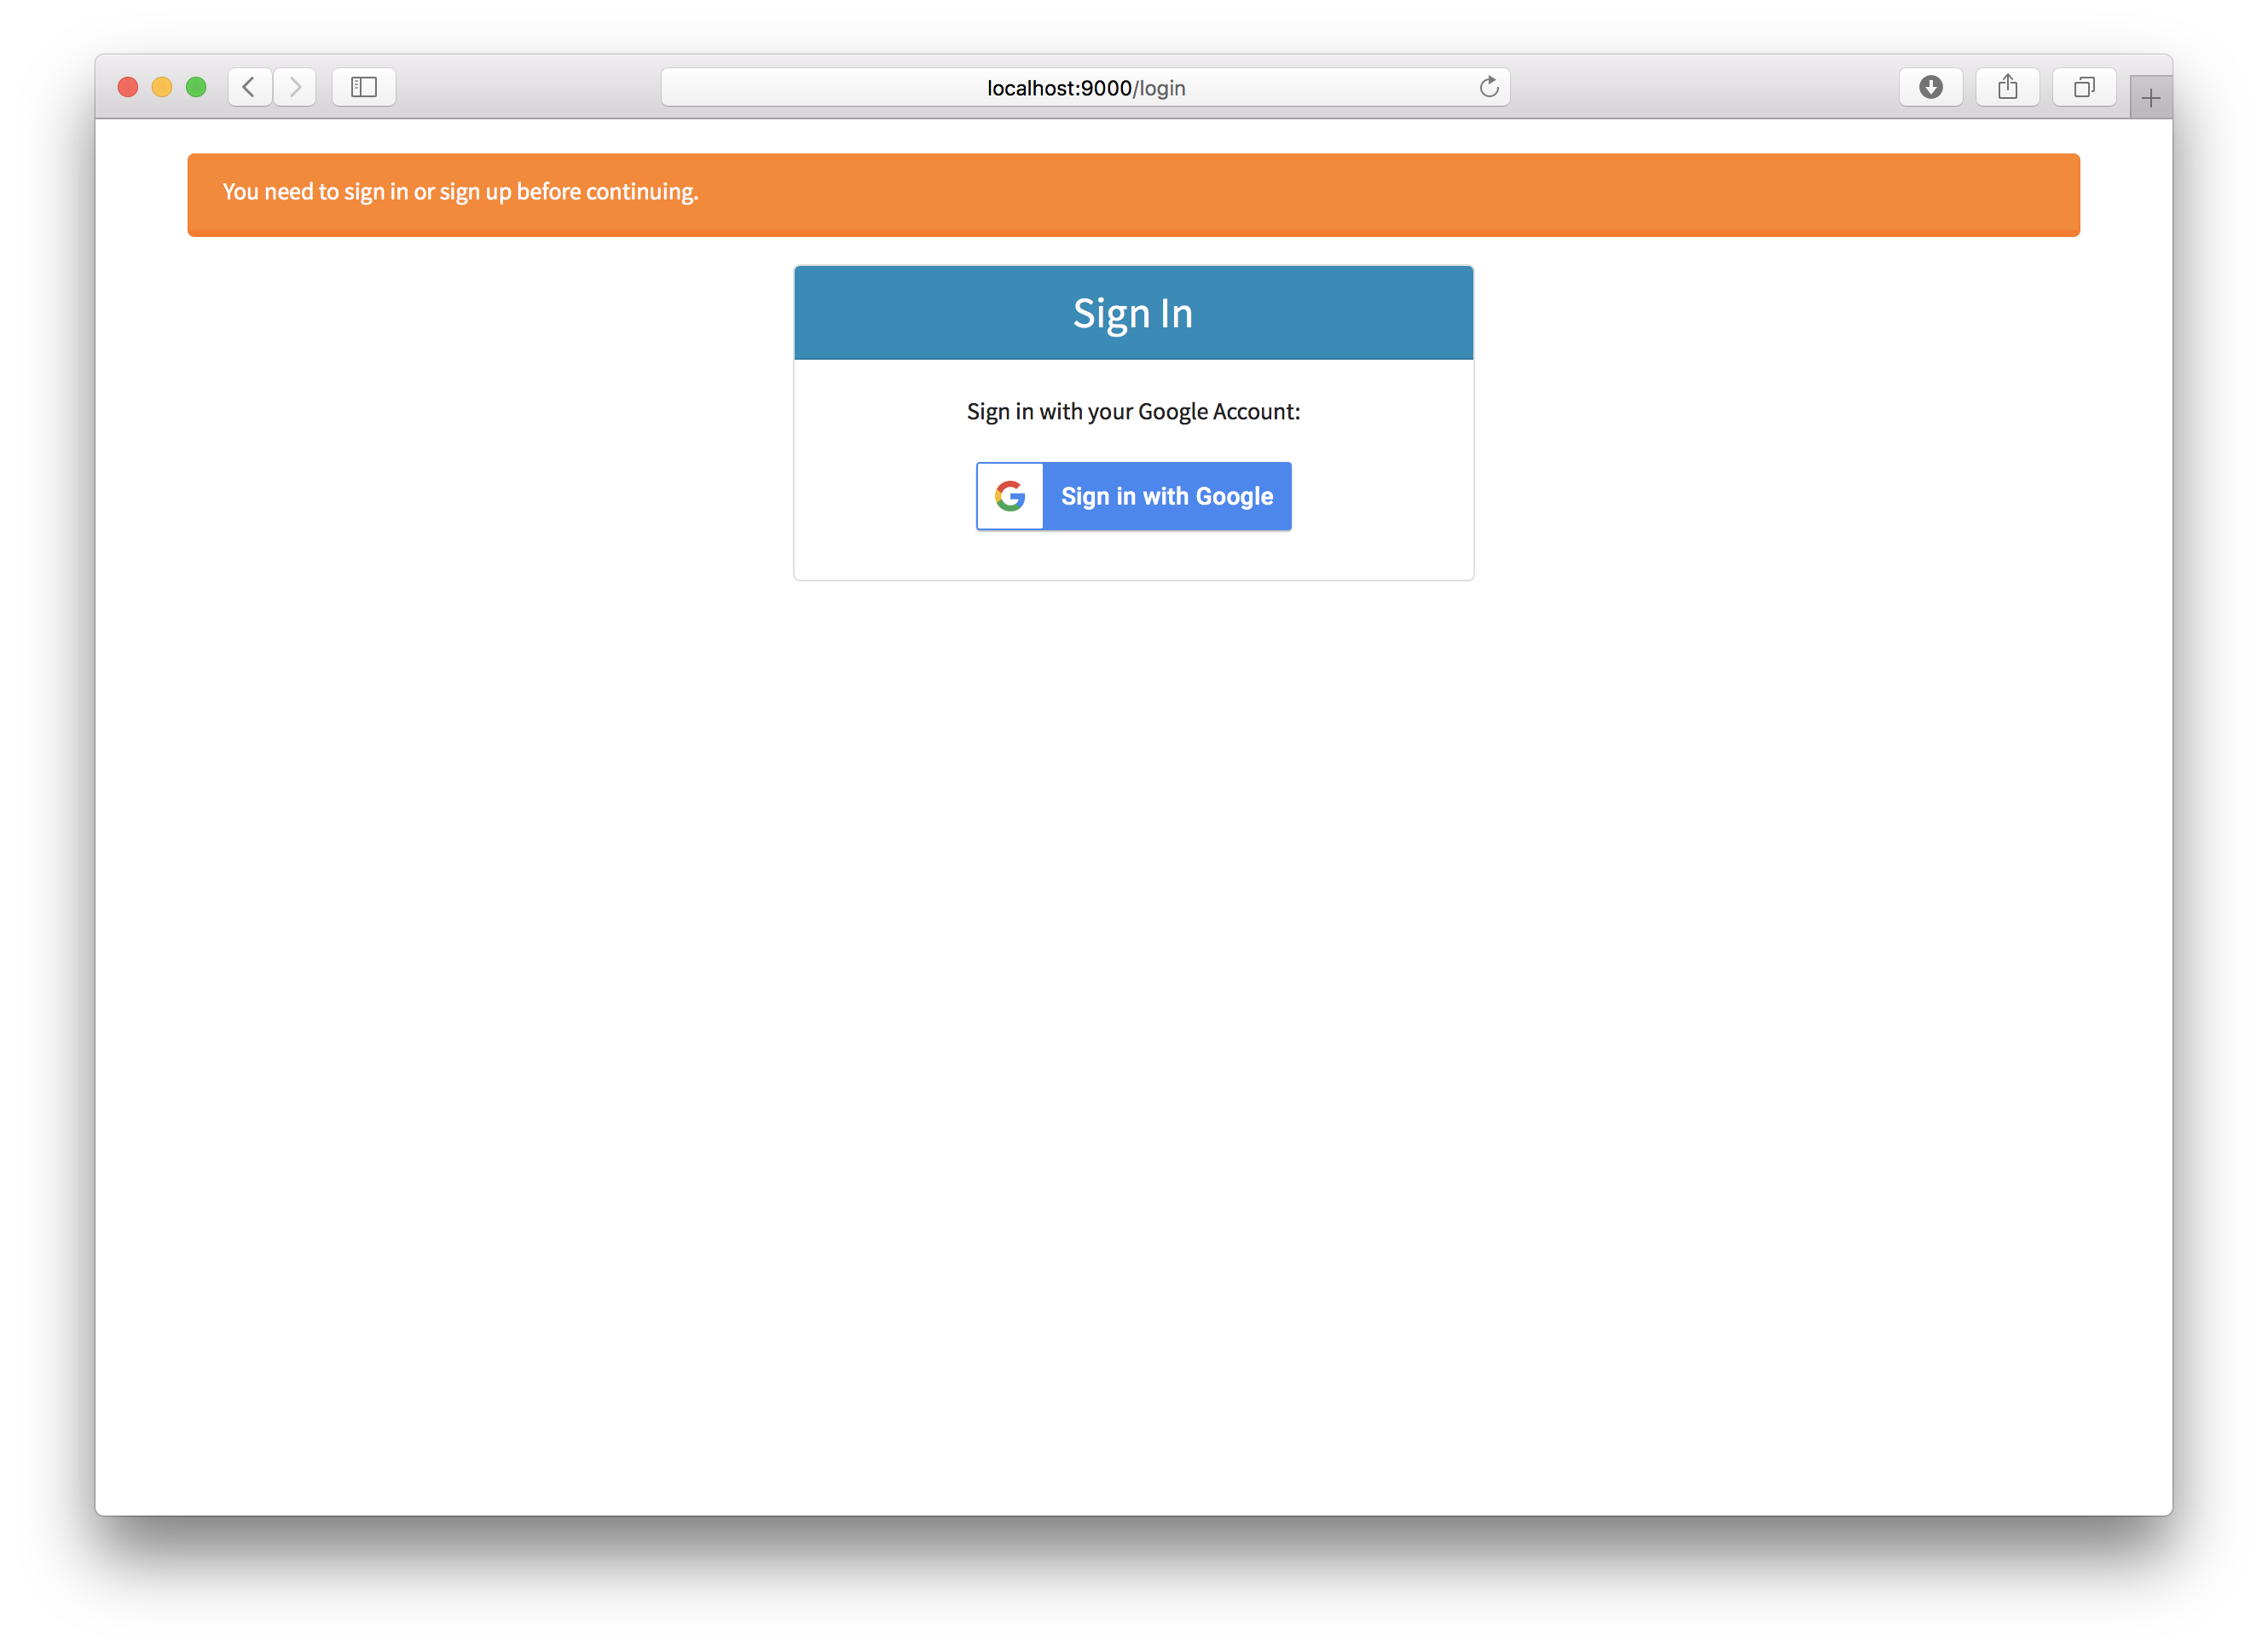 localhost:9000/login
You need to sign in or sign up before continuing.
Sign In
Sign in with your Google Account:
Sign in with Google